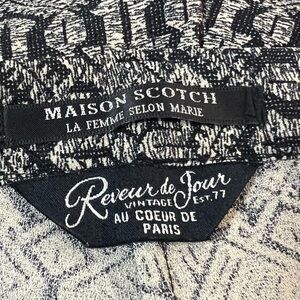 MAISON SCOTCH
LA FEMME SELON MARIE
Reveur de Jour
VINTAGE EST. 77
AU COEUR DE
PARIS